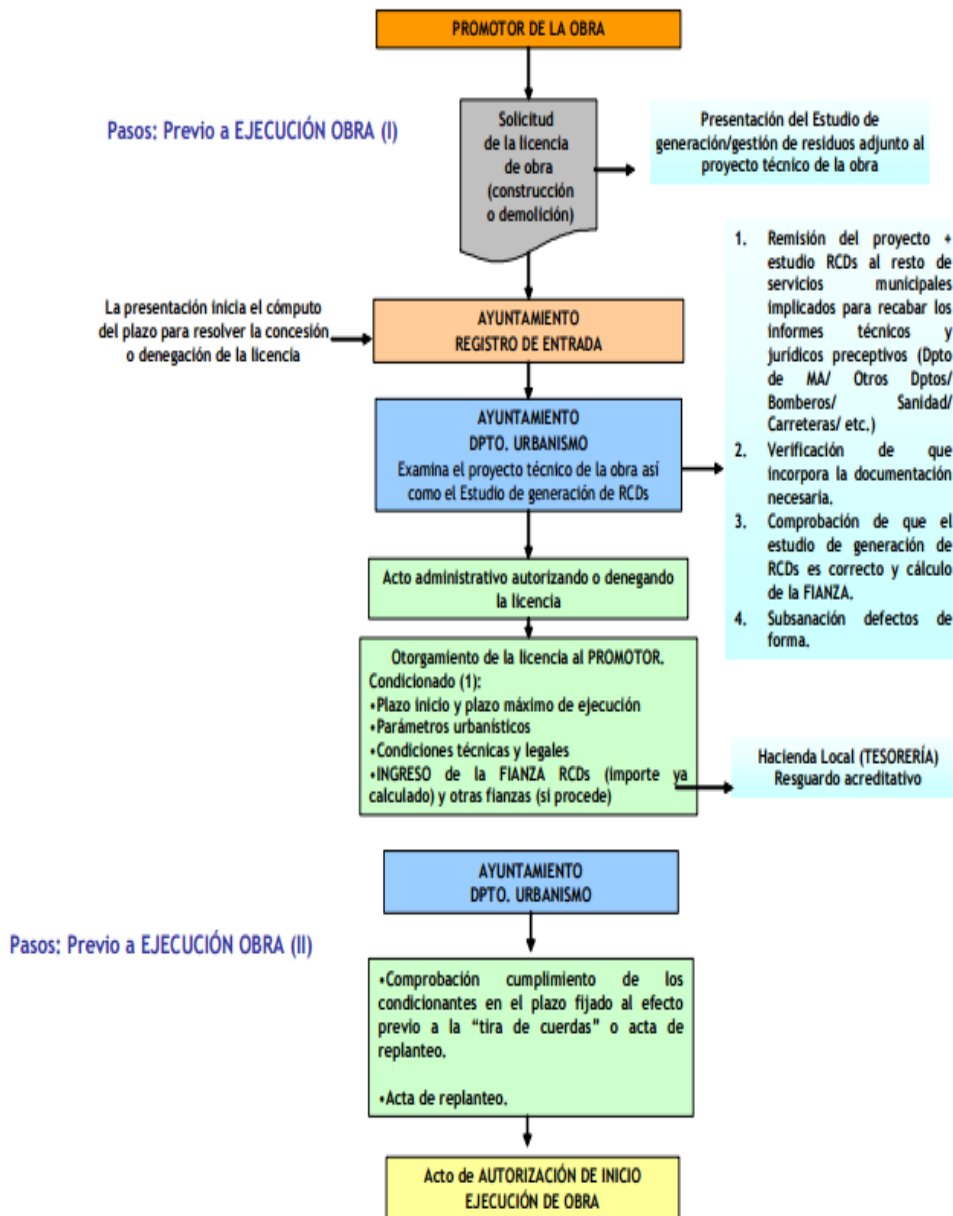 PROMOTOR DE LA OBRA
Pasos: Previo a EJECUCIÓN OBRA (I)
Solicitud
de la licencia
de obra
(construcción
o demolición)
Presentación del Estudio de
generación/gestión de residuos adjunto al
proyecto técnico de la obra
La presentación inicia el cómputo
del plazo para resolver la concesión
o denegación de la licencia
AYUNTAMIENTO
REGISTRO DE ENTRADA
AYUNTAMIENTO
DPTO. URBANISMO
Examina el proyecto técnico de la obra así
como el Estudio de generación de RCDs
1. Remisión del proyecto +
estudio RCDs al resto de
servicios municipales
implicados para recabar los
informes técnicos y
jurídicos preceptivos (Dpto
de MA/ Otros Dptos/
Bomberos/ Sanidad/
Carreteras/ etc.)
2. Verificación de que
incorpora la documentación
necesaria.
3. Comprobación de que el
estudio de generación de
RCDs es correcto y cálculo
de la FIANZA.
4. Subsanación defectos de
forma.
Acto administrativo autorizando o denegando
la licencia
Otorgamiento de la licencia al PROMOTOR.
Condicionado (1):
•Plazo inicio y plazo máximo de ejecución
•Parámetros urbanísticos
•Condiciones técnicas y legales
•INGRESO de la FIANZA RCDs (importe ya
calculado) y otras fianzas (si procede)
Hacienda Local (TESORERÍA)
Resguardo acreditativo
AYUNTAMIENTO
DPTO. URBANISMO
Pasos: Previo a EJECUCIÓN OBRA (II)
•Comprobación cumplimiento de los
condicionantes en el plazo fijado al efecto
previo a la “tira de cuerdas” o acta de
replanteo.
•Acta de replanteo.
Acto de AUTORIZACIÓN DE INICIO
EJECUCIÓN DE OBRA